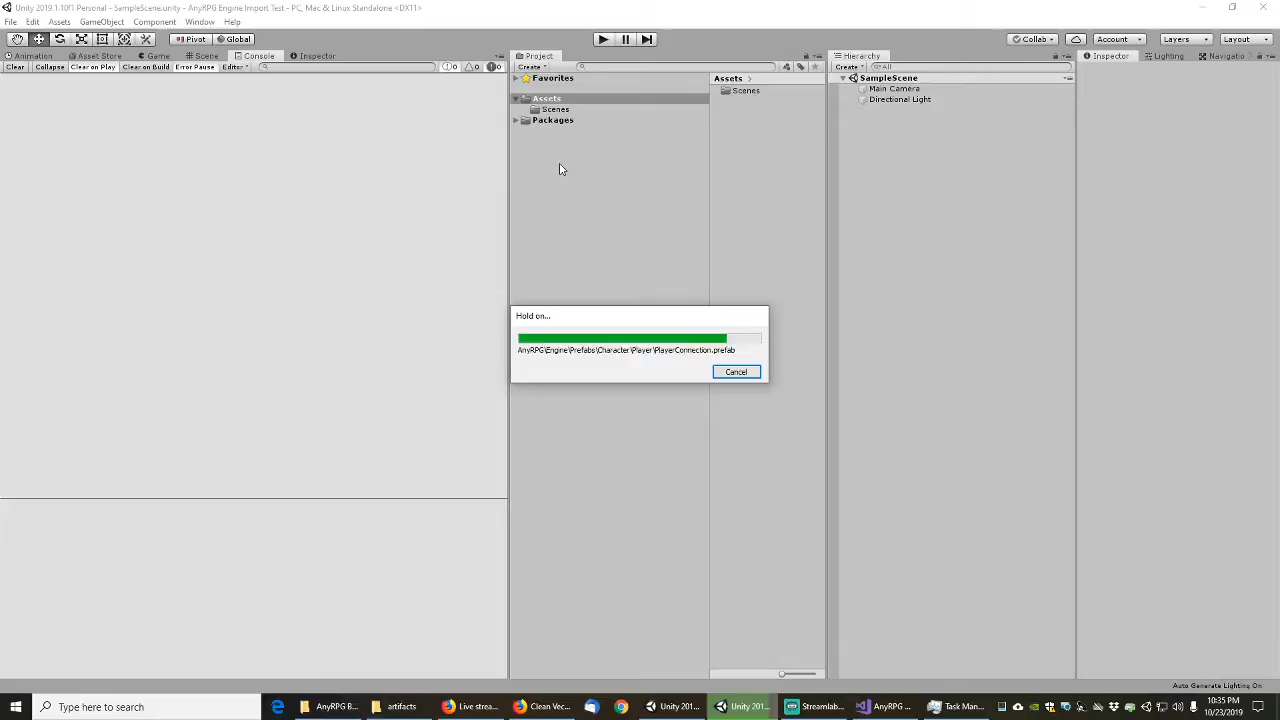 Unity 2019.1.10f1 Personal - SampleScene.unity - AnyRPG Engine Import Test - PC, Mac & Linux Standalone <DX11>
File Edit Assets GameObject Component Window Help
Pivot Global Collab Account Layers Layout
Animation Asset Store Game Scene Console Inspector Project Hierarchy Inspector Lighting Navigatio
Clear Collapse Clear on Play Clear on Build Error Pause Editor 0 0 0 Create Create All
Favorites Assets SampleScene
Assets Scenes Main Camera
Scenes Directional Light
Packages
Hold on...
AnyRPG\Engine\Prefabs\Character\Player\PlayerConnection.prefab
Cancel
Auto Generate Lighting On
Type here to search AnyRPG E... artifacts Live strea... Clean Vec... Unity 201... Unity 201... Streamlab... AnyRPG ... Task Man... 10:35 PM
10/23/2019